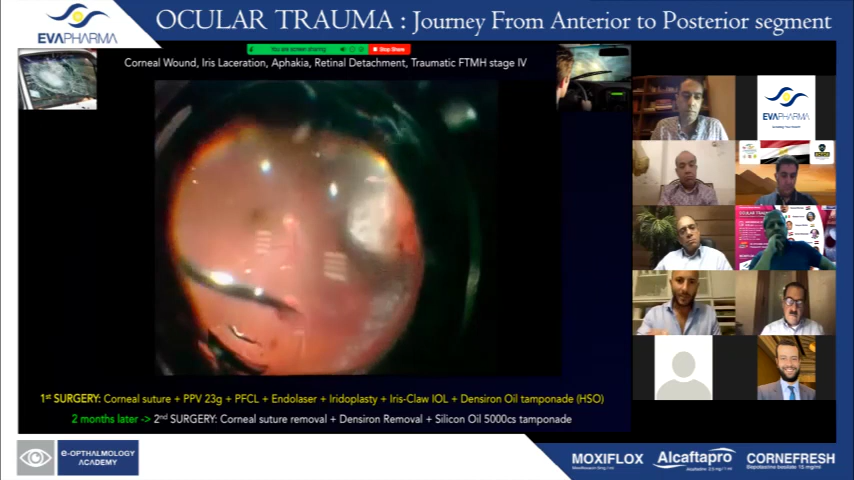 EVAPHARMA
OCULAR TRAUMA : Journey From Anterior to Posterior segment
You are screen sharing
Stop Share
Corneal Wound, Iris Laceration, Aphakia, Retinal Detachment, Traumatic FTMH stage IV
EVAPHARMA
OCULAR TRAUMA
1st SURGERY: Corneal suture + PPV 23g + PFCL + Endolaser + Iridoplasty + Iris-Claw IOL + Densiron Oil tamponade (HSO)
2 months later -> 2nd SURGERY: Corneal suture removal + Densiron Removal + Silicon Oil 5000cs tamponade
e-OPTHALMOLOGY
ACADEMY
MOXIFLOX
Alcaftapro
CORNEFRESH